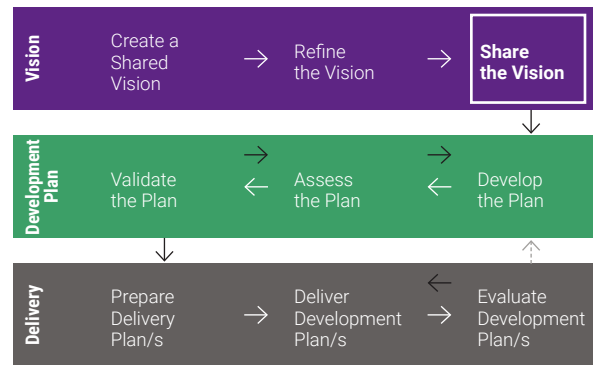 Vision
Create a
Shared
Vision
Refine
the Vision
Share
the Vision
Development
Plan
Validate
the Plan
Assess
the Plan
Develop
the Plan
Delivery
Prepare
Delivery
Plan/s
Deliver
Development
Plan/s
Evaluate
Development
Plan/s